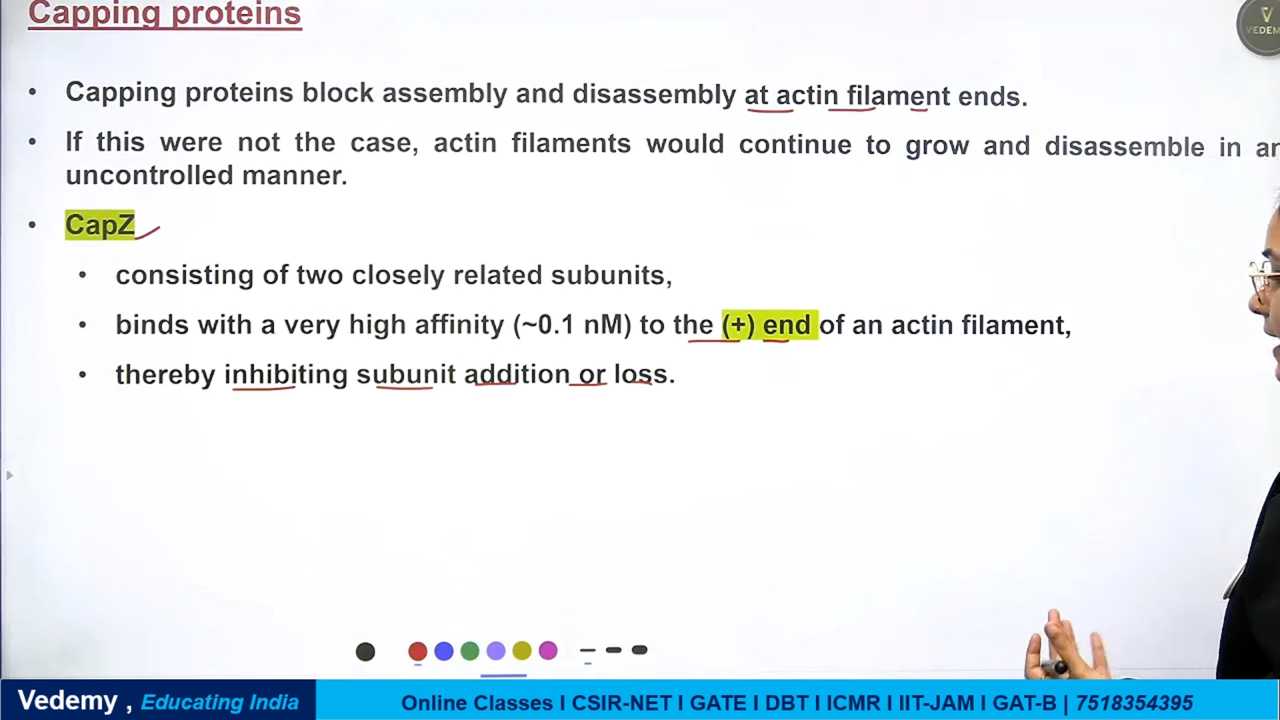 Capping proteins
VEDEM
• Capping proteins block assembly and disassembly at actin filament ends.
• If this were not the case, actin filaments would continue to grow and disassemble in an
uncontrolled manner.
• CapZ
• consisting of two closely related subunits,
• binds with a very high affinity (~0.1 nM) to the (+) end of an actin filament,
• thereby inhibiting subunit addition or loss.
Vedemy , Educating India
Online Classes I CSIR-NET I GATE I DBT I ICMR I IIT-JAM I GAT-B | 7518354395